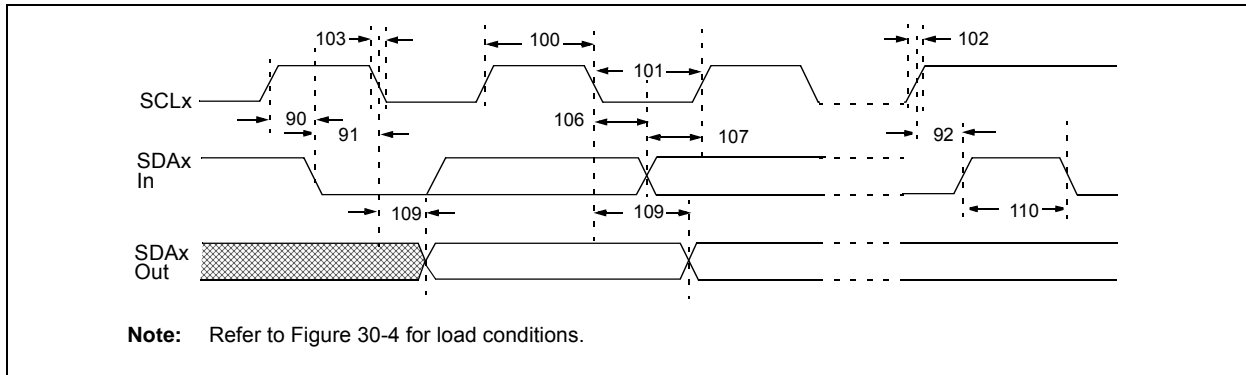 103
100
102
101
SCLx
90
91
106
107
92
SDAx
In
109
109
110
SDAx
Out
Note: Refer to Figure 30-4 for load conditions.